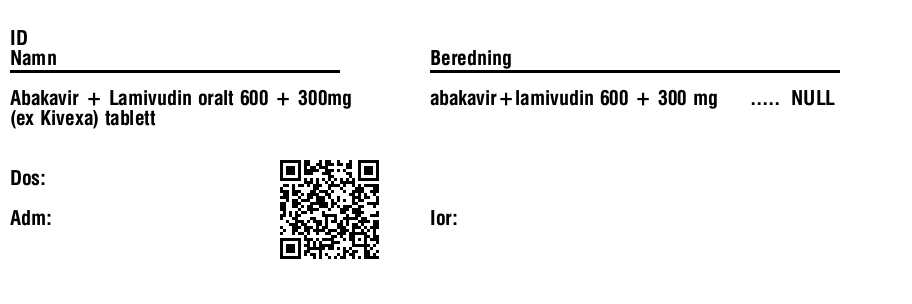 ID
Namn
Beredning
Abakavir + Lamivudin oralt 600 + 300mg
(ex Kivexa) tablett
abakavir+lamivudin 600 + 300 mg ..... NULL
Dos:
Adm:
Ior: